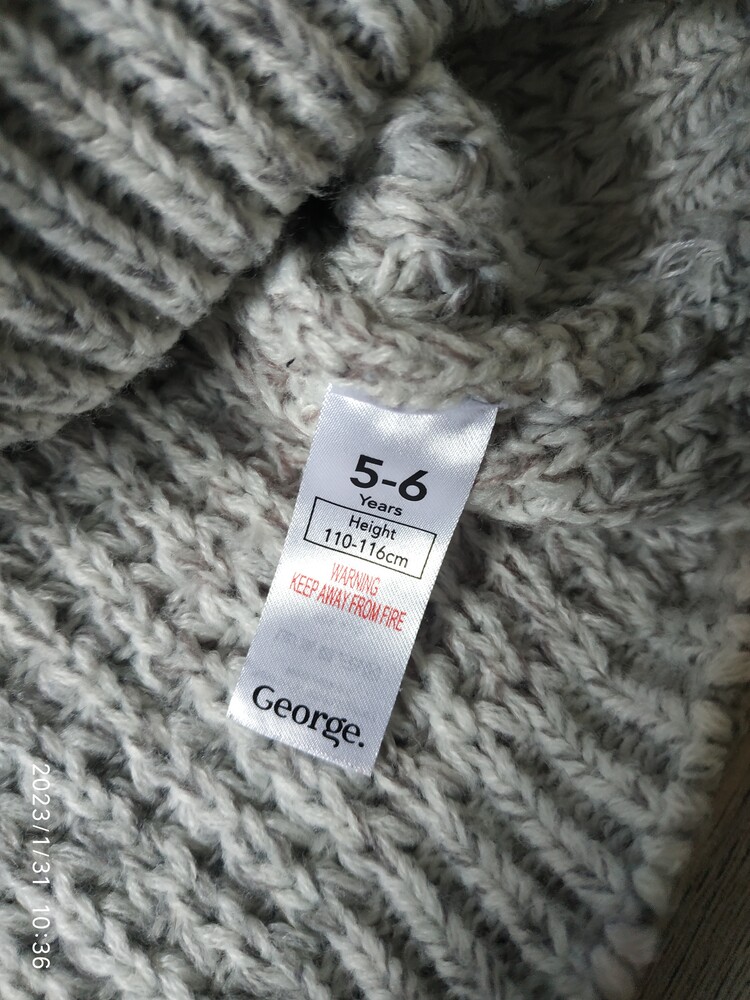 5-6
Years
Height
110-116cm
WARNING
KEEP AWAY FROM FIRE
George.
2023/1/31 10:36